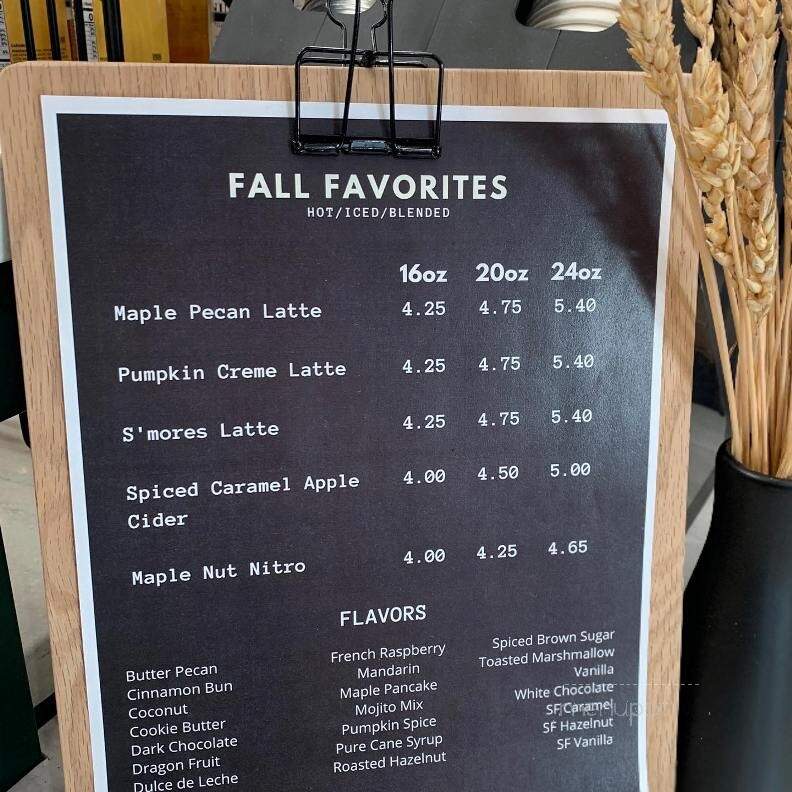 FALL FAVORITES
HOT/ICED/BLENDED
16oz 20oz 24oz
Maple Pecan Latte 4.25 4.75 5.40
Pumpkin Creme Latte 4.25 4.75 5.40
S'mores Latte 4.25 4.75 5.40
Spiced Caramel Apple 4.00 4.50 5.00
Cider
Maple Nut Nitro 4.00 4.25 4.65
FLAVORS
Butter Pecan
Cinnamon Bun
Coconut
Cookie Butter
Dark Chocolate
Dragon Fruit
Dulce de Leche
French Raspberry
Mandarin
Maple Pancake
Mojito Mix
Pumpkin Spice
Pure Cane Syrup
Roasted Hazelnut
Spiced Brown Sugar
Toasted Marshmallow
Vanilla
White Chocolate
SF Caramel
SF Hazelnut
SF Vanilla